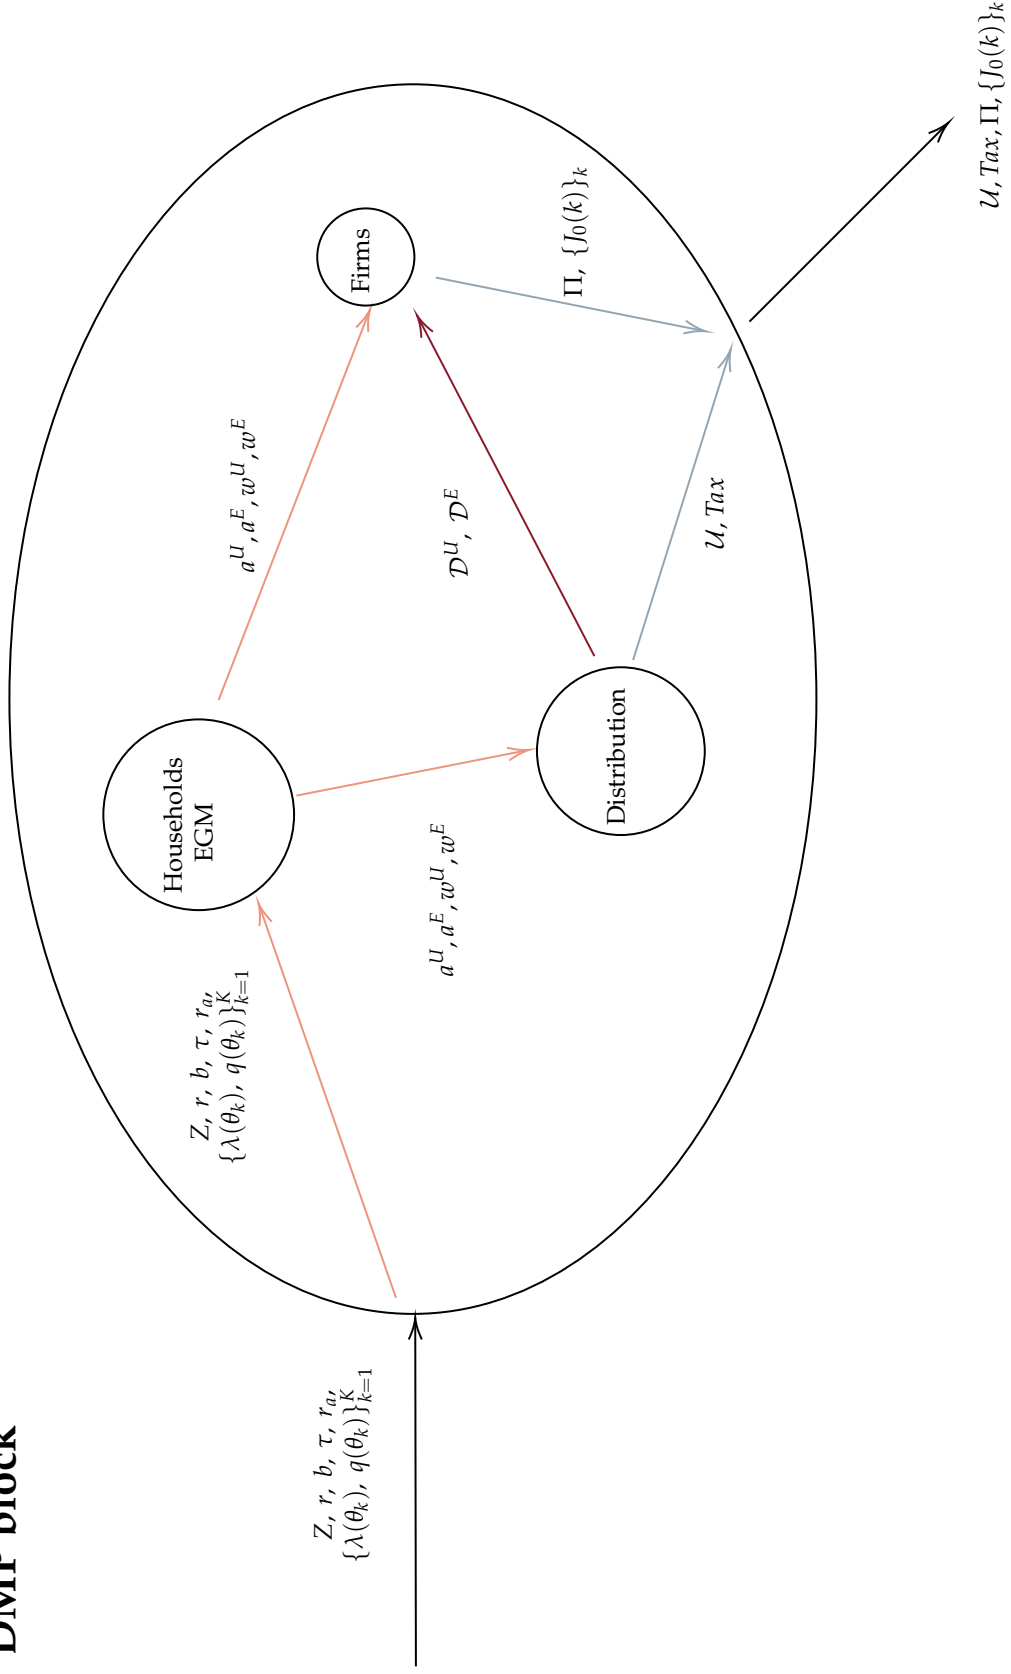 DMP block
Z, r, b, τ, r_a,
{λ(θ_k), q(θ_k)}_{k=1}^K
Z, r, b, τ, r_a,
{λ(θ_k), q(θ_k)}_{k=1}^K
Households
EGM
a^U, a^E, w^U, w^E
a^U, a^E, w^U, w^E
Distribution
𝒟^U, 𝒟^E
𝒰, Tax
Firms
Π, {J_0(k)}_k
𝒰, Tax, Π, {J_0(k)}_k